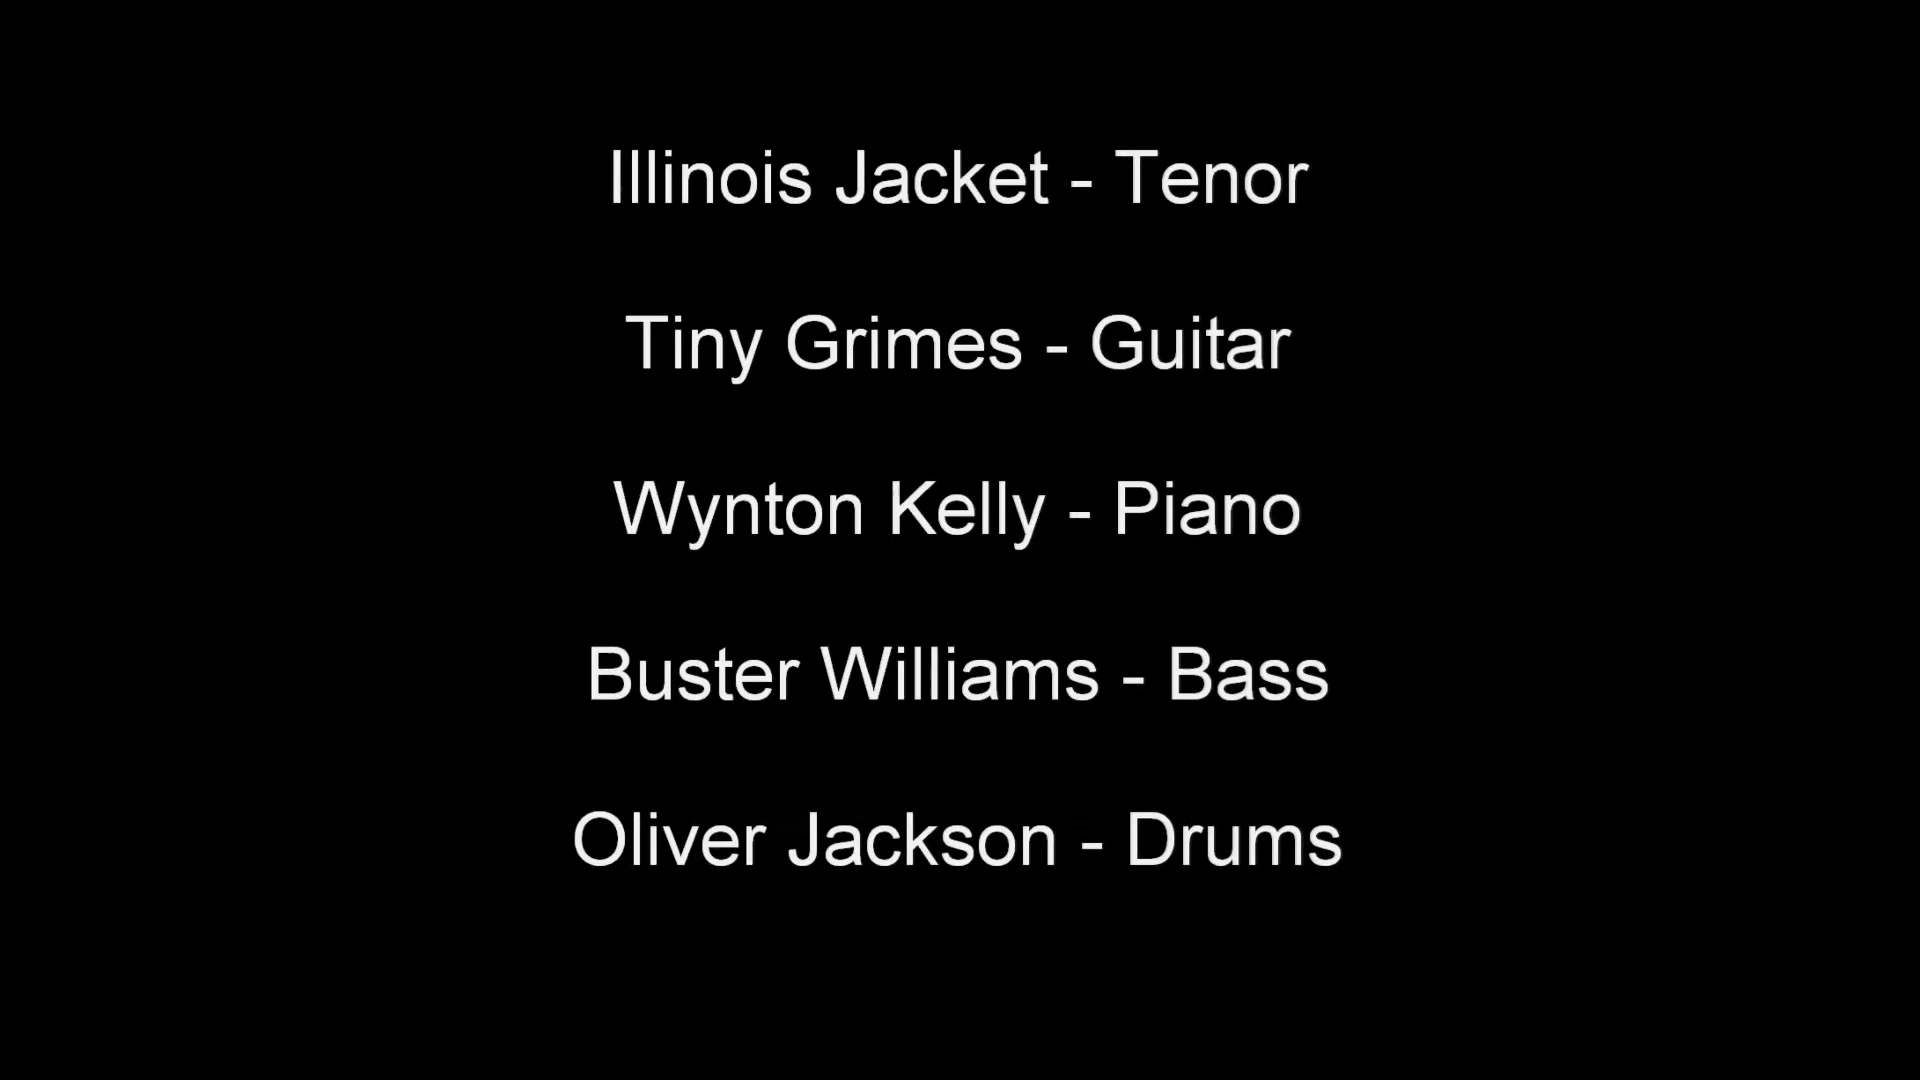 Illinois Jacket - Tenor
Tiny Grimes - Guitar
Wynton Kelly - Piano
Buster Williams - Bass
Oliver Jackson - Drums